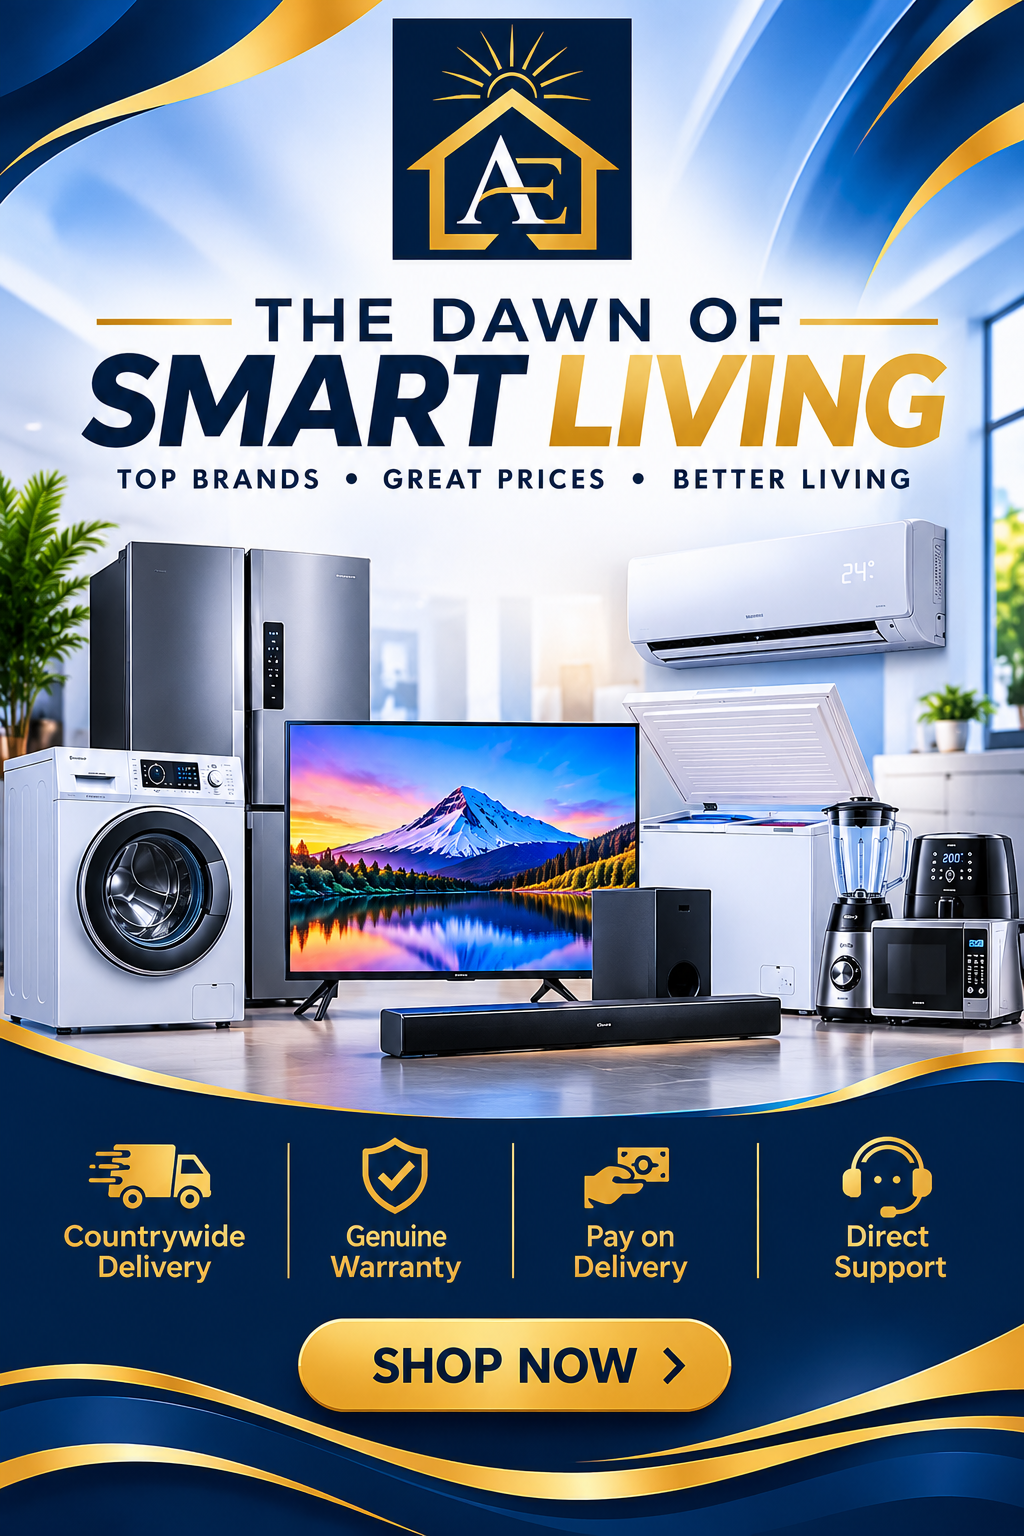 AE
THE DAWN OF
SMART LIVING
TOP BRANDS • GREAT PRICES • BETTER LIVING
24°
200°
Countrywide
Delivery
Genuine
Warranty
Pay on
Delivery
Direct
Support
SHOP NOW